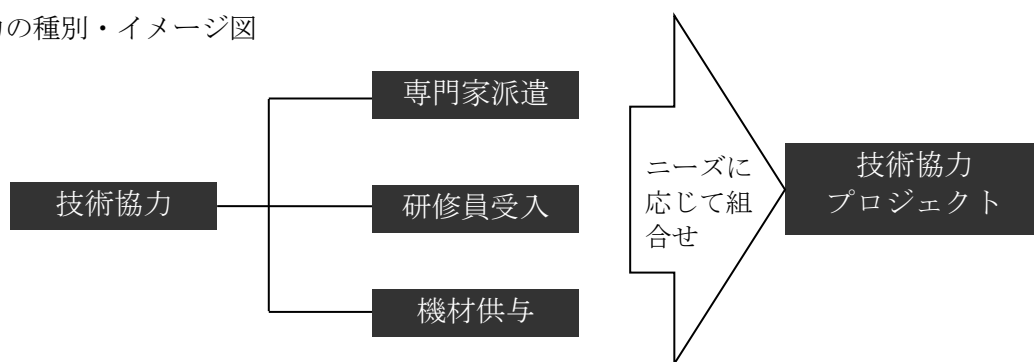 の種別・イメージ図
専門家派遣
技術協力
研修員受入
機材供与
ニーズに
応じて組
合せ
技術協力
プロジェクト